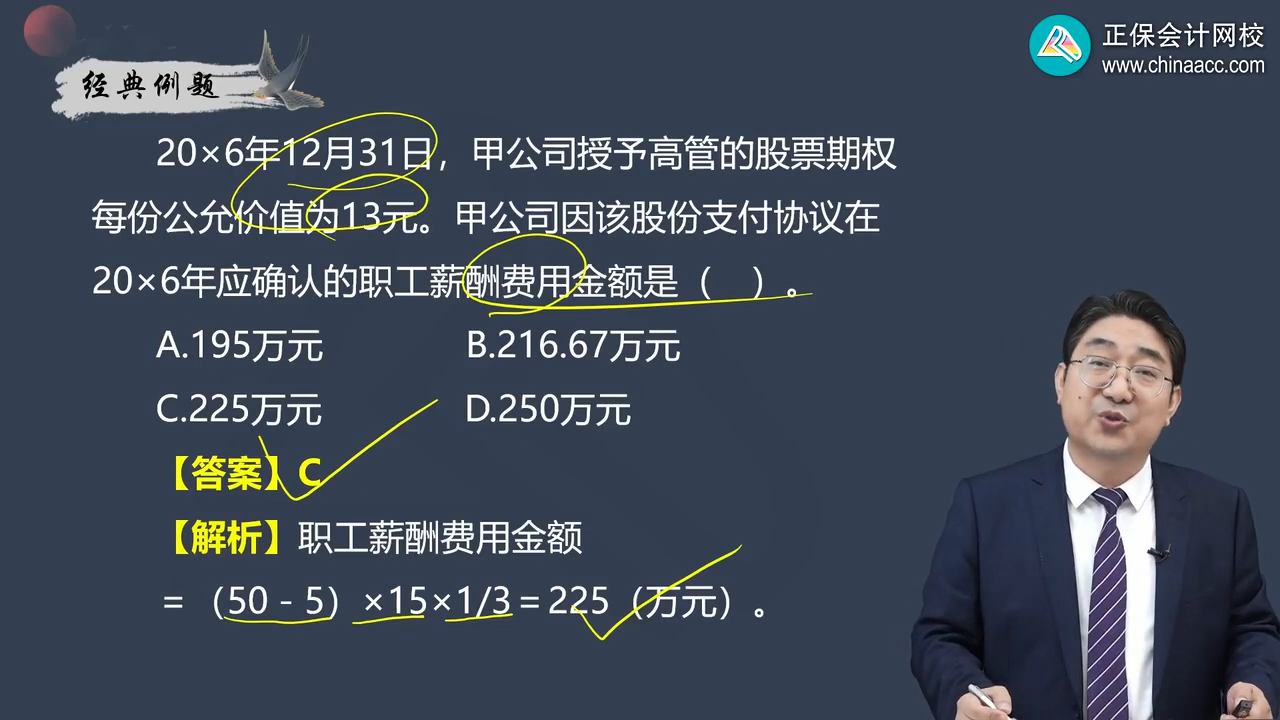 正保会计网校
www.chinaacc.com
经典例题
20×6年12月31日，甲公司授予高管的股票期权
每份公允价值为13元。甲公司因该股份支付协议在
20×6年应确认的职工薪酬费用金额是（ ）。
A.195万元 B.216.67万元
C.225万元 D.250万元
【答案】C
【解析】职工薪酬费用金额
＝（50－5）×15×1/3＝225（万元）。